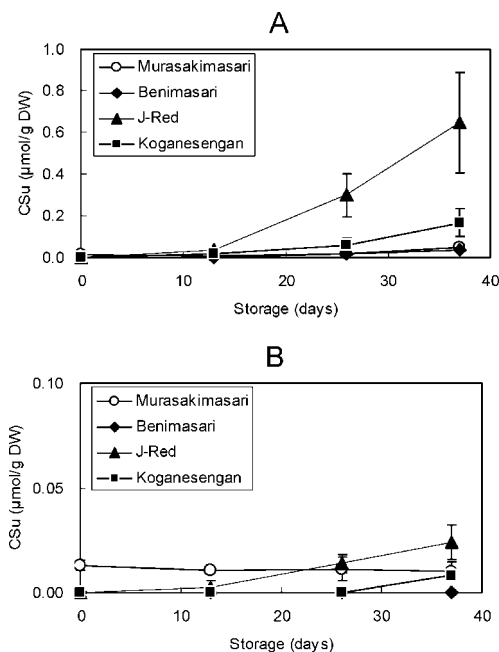 A
1.0
0.8
0.6
0.4
0.2
0.0
CSu (µmol/g DW)
Murasakimasari
Benimasari
J-Red
Koganesengan
0
10
20
30
40
Storage (days)
B
0.10
0.05
0.00
CSu (µmol/g DW)
Murasakimasari
Benimasari
J-Red
Koganesengan
0
10
20
30
40
Storage (days)